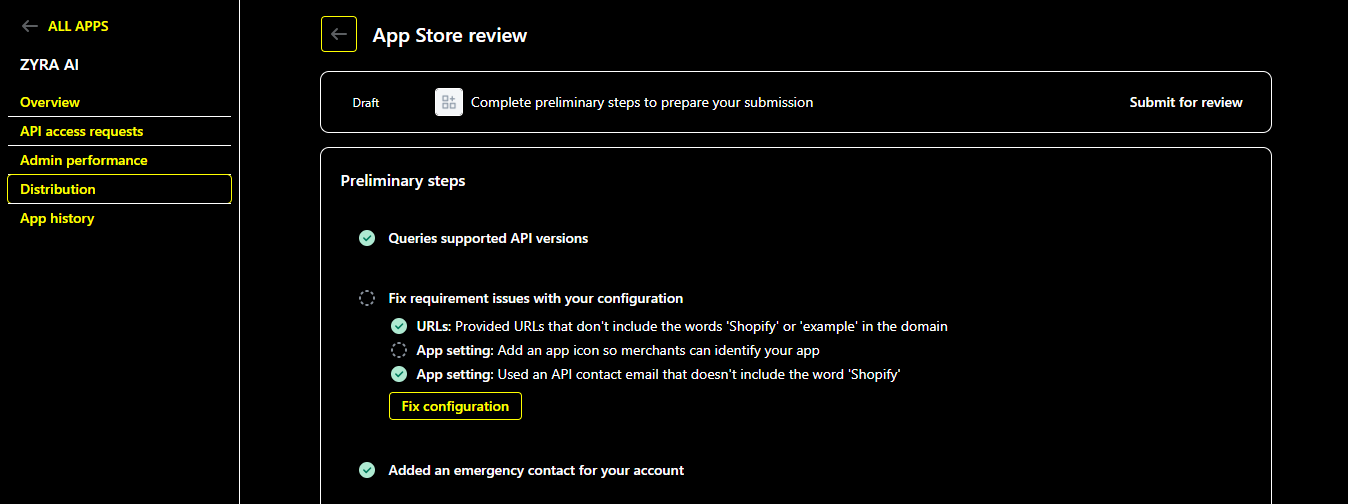 ALL APPS
ZYRA AI
Overview
API access requests
Admin performance
Distribution
App history
App Store review
Draft
Complete preliminary steps to prepare your submission
Submit for review
Preliminary steps
Queries supported API versions
Fix requirement issues with your configuration
URLs: Provided URLs that don't include the words 'Shopify' or 'example' in the domain
App setting: Add an app icon so merchants can identify your app
App setting: Used an API contact email that doesn't include the word 'Shopify'
Fix configuration
Added an emergency contact for your account